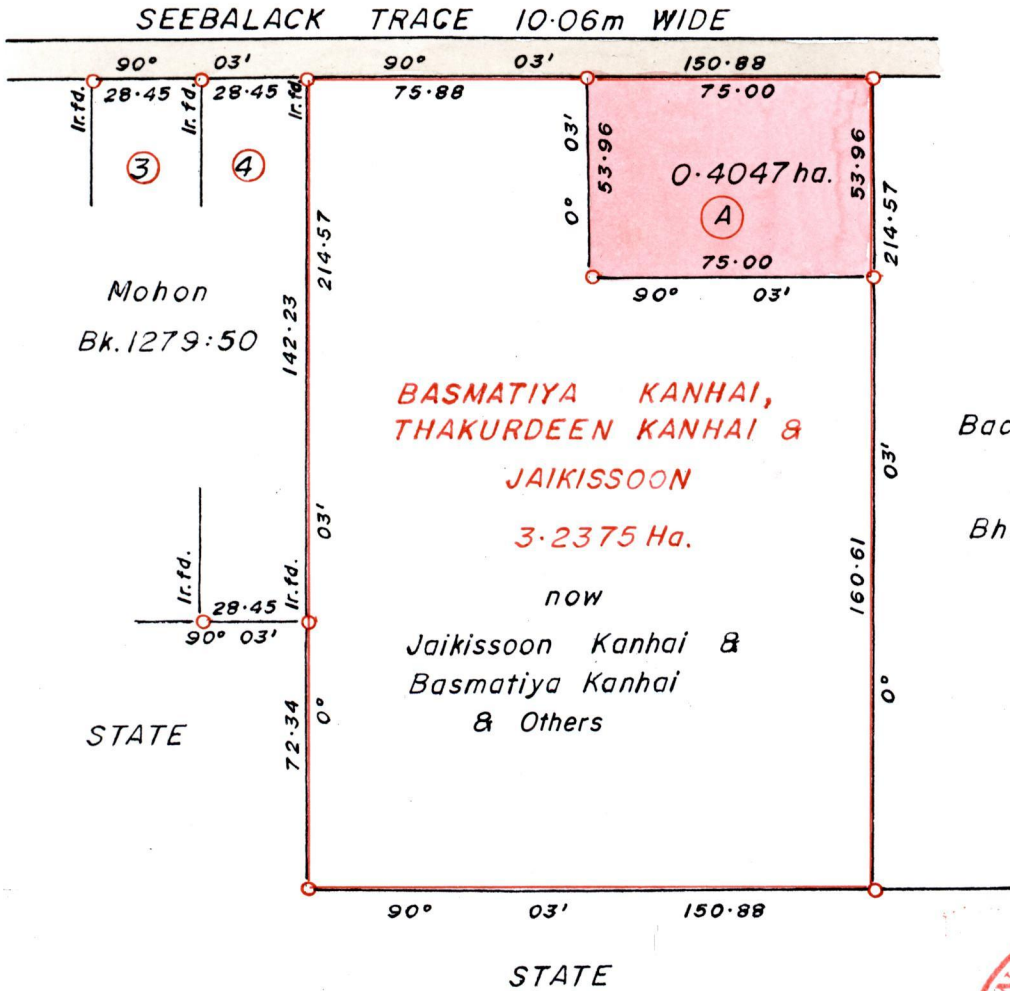 SEEBALACK TRACE 10·06m WIDE
90° 03' 90° 03' 150·88
28·45 28·45 75·88 75·00
Ir.fd. Ir.fd. Ir.fd
3 4
0° 03' 53·96
0·4047ha.
A
53·96
214·57
75·00
90° 03'
214·57
142·23
Mohon
Bk.1279:50
BASMATIYA KANHAI,
THAKURDEEN KANHAI &
JAIKISSOON
3·2375 Ha.
now
Jaikissoon Kanhai &
Basmatiya Kanhai
& Others
Bad
Bh
0° 03'
160·61
0° 03'
Ir.fd. Ir.fd.
28·45
90° 03'
72·34
STATE
90° 03' 150·88
STATE